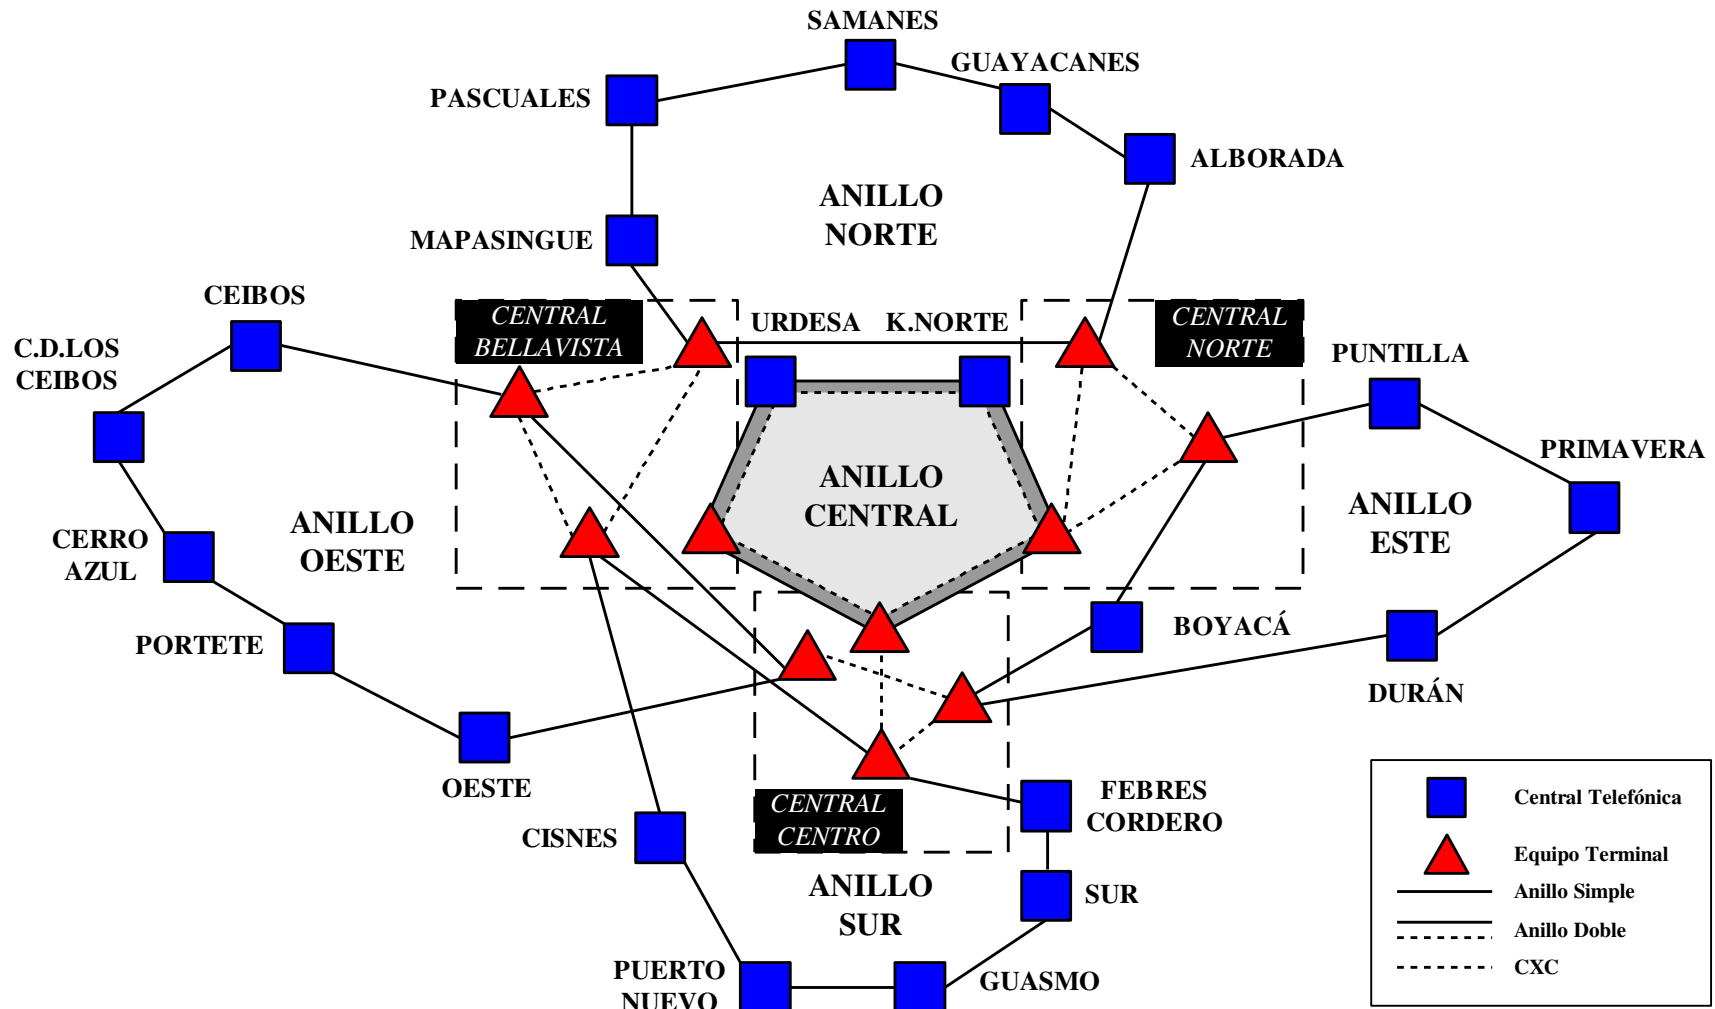 SAMANES
GUAYACANES
PASCUALES
ALBORADA
ANILLO
NORTE
MAPASINGUE
CEIBOS
C.D.LOS
CEIBOS
CENTRAL
BELLAVISTA
URDESA
K.NORTE
CENTRAL
NORTE
PUNTILLA
PRIMAVERA
ANILLO
CENTRAL
ANILLO
ESTE
ANILLO
OESTE
CERRO
AZUL
PORTETE
BOYACÁ
DURÁN
OESTE
CISNES
CENTRAL
CENTRO
FEBRES
CORDERO
ANILLO
SUR
SUR
PUERTO
NUEVO
GUASMO
Central Telefónica
Equipo Terminal
Anillo Simple
Anillo Doble
CXC